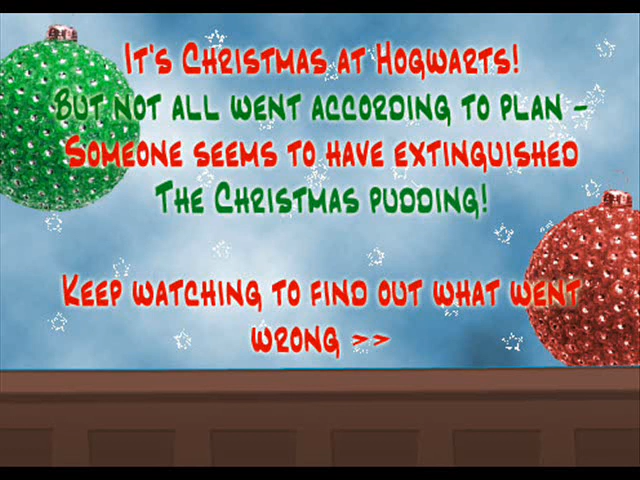 It's Christmas at Hogwarts!
But not all went according to plan -
Someone seems to have extinguished
The Christmas pudding!
Keep watching to find out what went
wrong >>